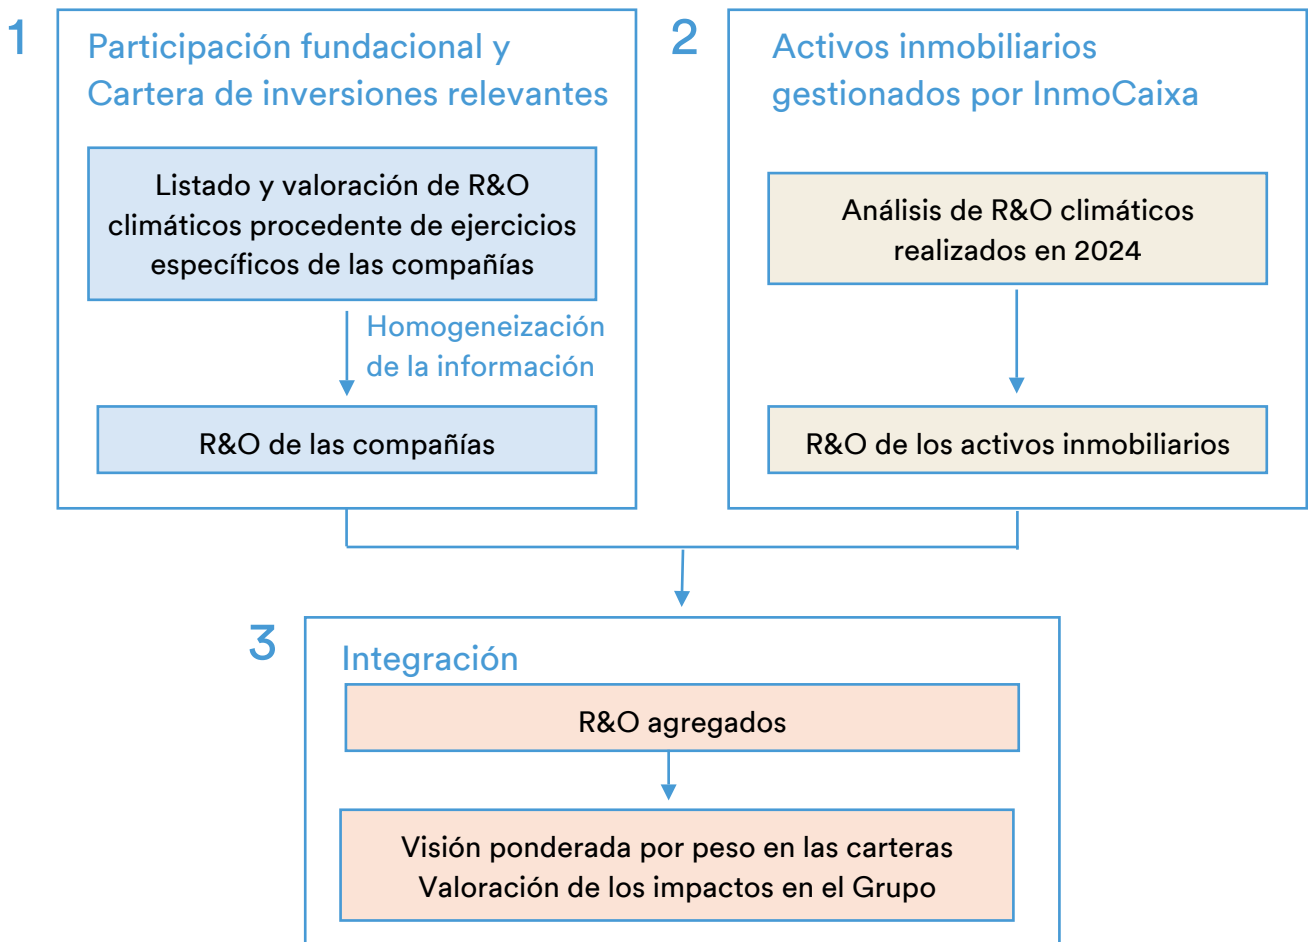 1
Participación fundacional y
Cartera de inversiones relevantes
Listado y valoración de R&O
climáticos procedente de ejercicios
específicos de las compañías
Homogeneización
de la información
R&O de las compañías
2
Activos inmobiliarios
gestionados por InmoCaixa
Análisis de R&O climáticos
realizados en 2024
R&O de los activos inmobiliarios
3
Integración
R&O agregados
Visión ponderada por peso en las carteras
Valoración de los impactos en el Grupo